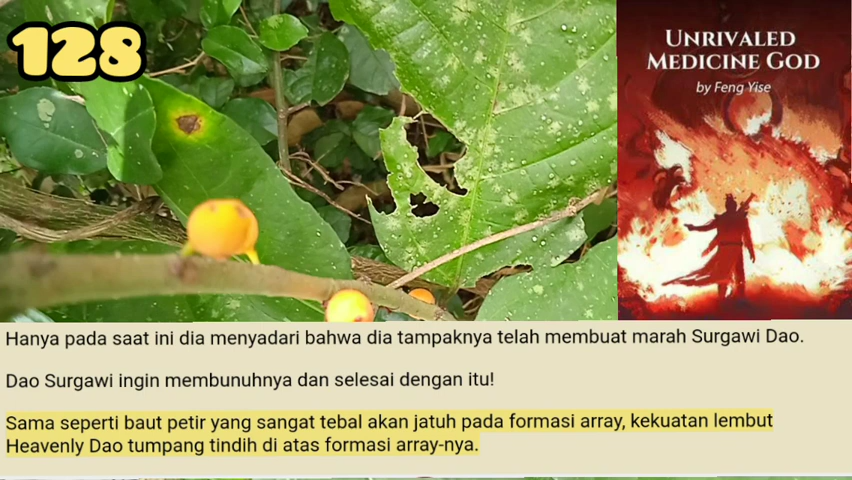 128
UNRIVALED
MEDICINE GOD
by Feng Yise
Hanya pada saat ini dia menyadari bahwa dia tampaknya telah membuat marah Surgawi Dao.
Dao Surgawi ingin membunuhnya dan selesai dengan itu!
Sama seperti baut petir yang sangat tebal akan jatuh pada formasi array, kekuatan lembut
Heavenly Dao tumpang tindih di atas formasi array-nya.